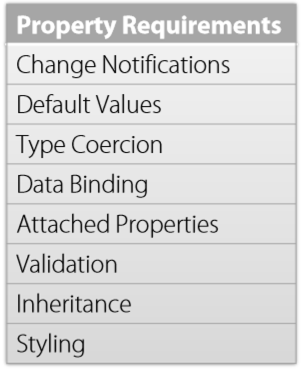 Property Requirements
Change Notifications
Default Values
Type Coercion
Data Binding
Attached Properties
Validation
Inheritance
Styling